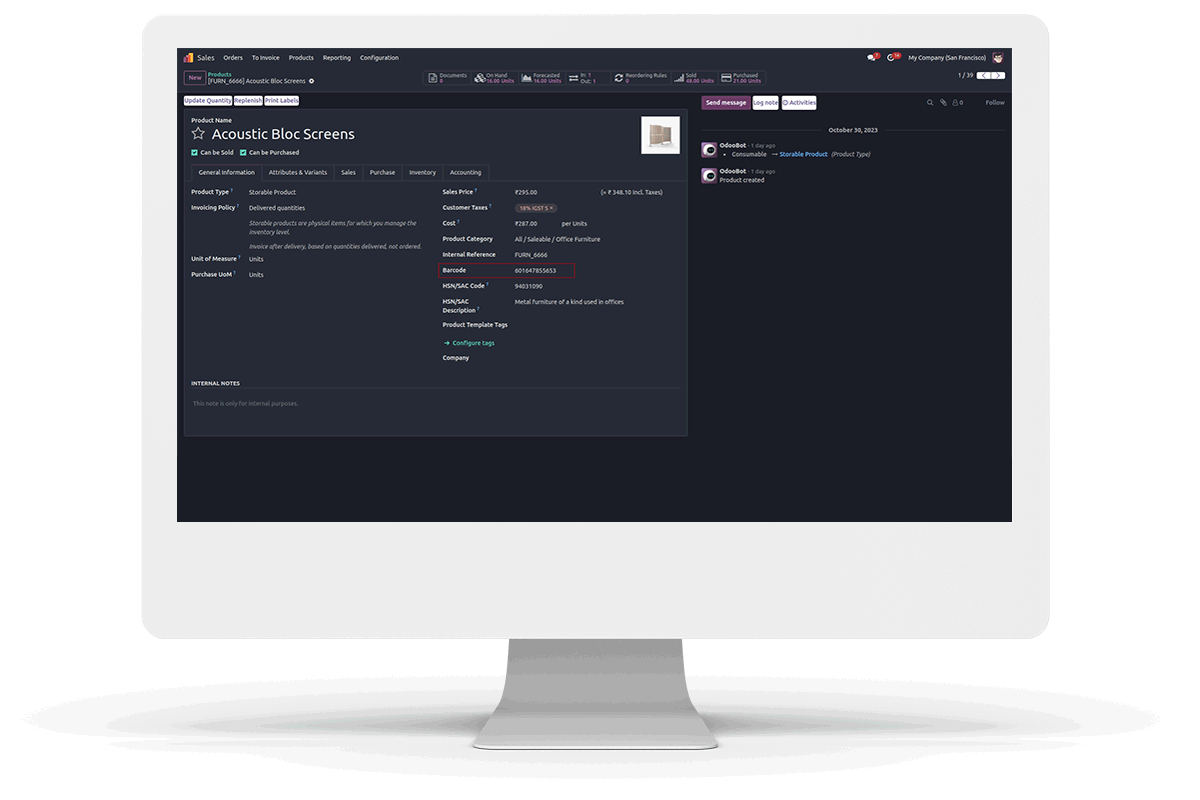 Sales Orders To Invoice Products Reporting Configuration
My Company (San Francisco)
New
Products
[FURN_6666] Acoustic Bloc Screens
Documents
0
On Hand
16.00 Units
Forecasted
16.00 Units
In: 1
Out: 1
Reordering Rules
0
Sold
48.00 Units
Purchased
21.00 Units
1 / 39
Update Quantity Replenish Print Labels
Send message Log note Activities
0 Follow
Product Name
Acoustic Bloc Screens
Can be Sold Can be Purchased
General Information Attributes & Variants Sales Purchase Inventory Accounting
Product Type ? Storable Product
Invoicing Policy ? Delivered quantities
Storable products are physical items for which you manage the
inventory level.
Invoice after delivery, based on quantities delivered, not ordered.
Unit of Measure ? Units
Purchase UoM ? Units
Sales Price ? ₹295.00 (= ₹ 348.10 Incl. Taxes)
Customer Taxes ? 18% IGST S ×
Cost ? ₹287.00 per Units
Product Category All / Saleable / Office Furniture
Internal Reference FURN_6666
Barcode 601647855653
HSN/SAC Code ? 94031090
HSN/SAC
Description ? Metal furniture of a kind used in offices
Product Template Tags
→ Configure tags
Company
INTERNAL NOTES
This note is only for internal purposes.
October 30, 2023
OdooBot - 1 day ago
• Consumable → Storable Product (Product Type)
OdooBot - 1 day ago
Product created